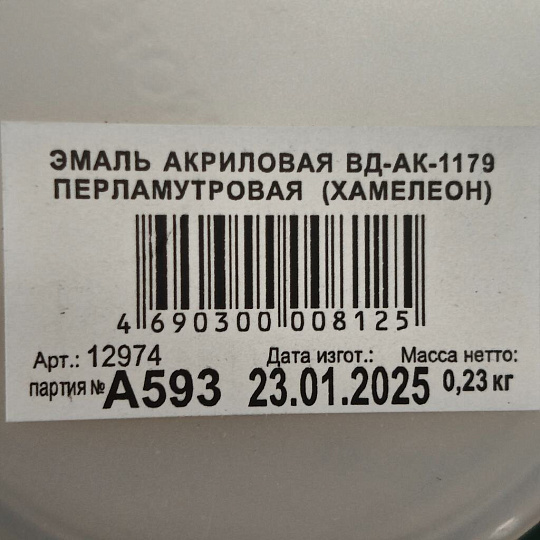 ЭМАЛЬ АКРИЛОВАЯ ВД-АК-1179
ПЕРЛАМУТРОВАЯ (ХАМЕЛЕОН)
4 690300 008125
Арт.: 12974 Дата изгот.: Масса нетто:
партия № А593 23.01.2025 0,23 кг